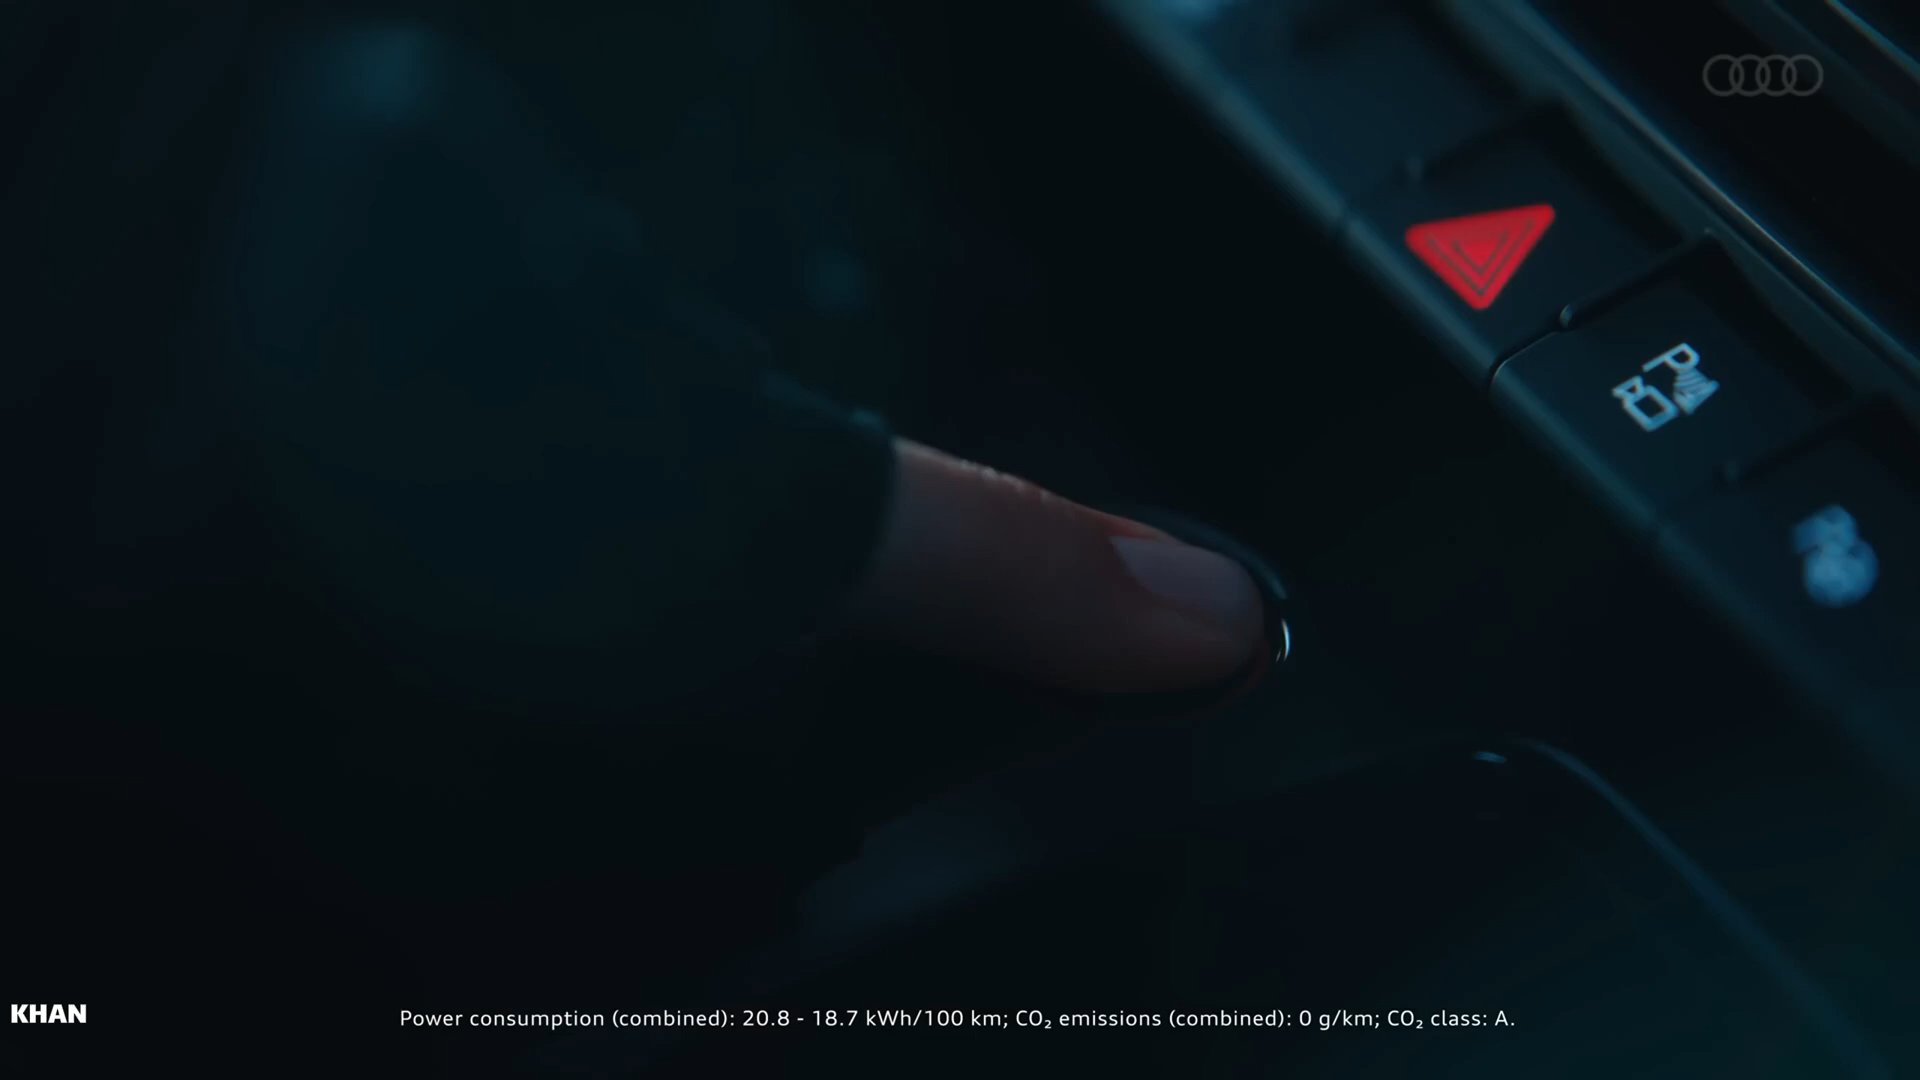 P
KHAN
Power consumption (combined): 20.8 - 18.7 kWh/100 km; CO₂ emissions (combined): 0 g/km; CO₂ class: A.